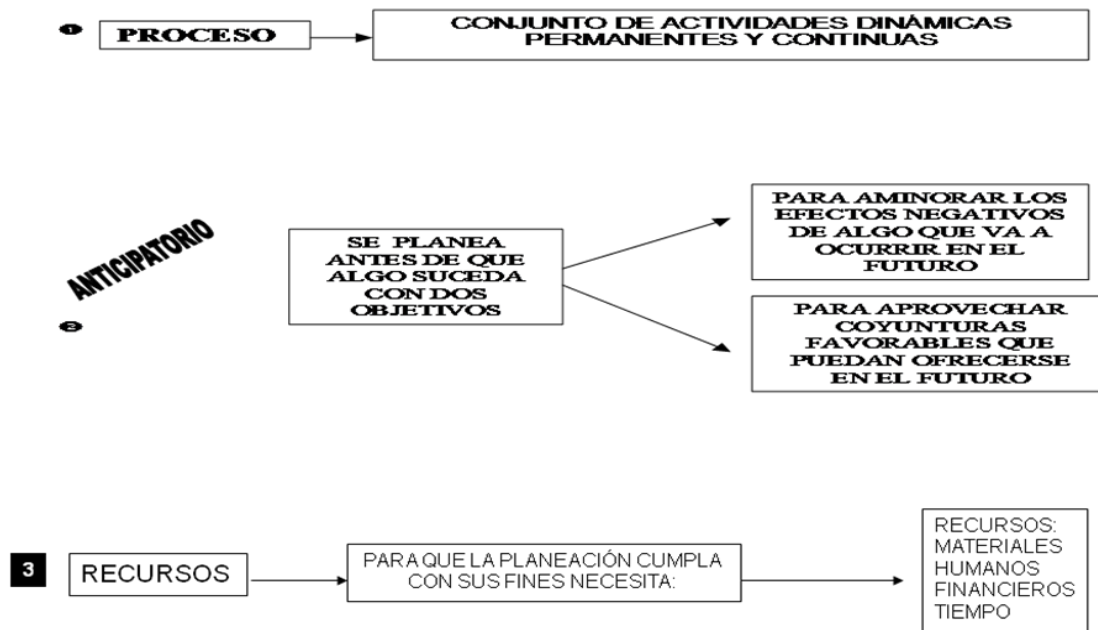 1
PROCESO
CONJUNTO DE ACTIVIDADES DINÁMICAS
PERMANENTES Y CONTINUAS
ANTICIPATORIO
2
SE PLANEA
ANTES DE QUE
ALGO SUCEDA
CON DOS
OBJETIVOS
PARA AMINORAR LOS
EFECTOS NEGATIVOS
DE ALGO QUE VA A
OCURRIR EN EL
FUTURO
PARA APROVECHAR
COYUNTURAS
FAVORABLES QUE
PUEDAN OFRECERSE
EN EL FUTURO
3
RECURSOS
PARA QUE LA PLANEACIÓN CUMPLA
CON SUS FINES NECESITA:
RECURSOS:
MATERIALES
HUMANOS
FINANCIEROS
TIEMPO